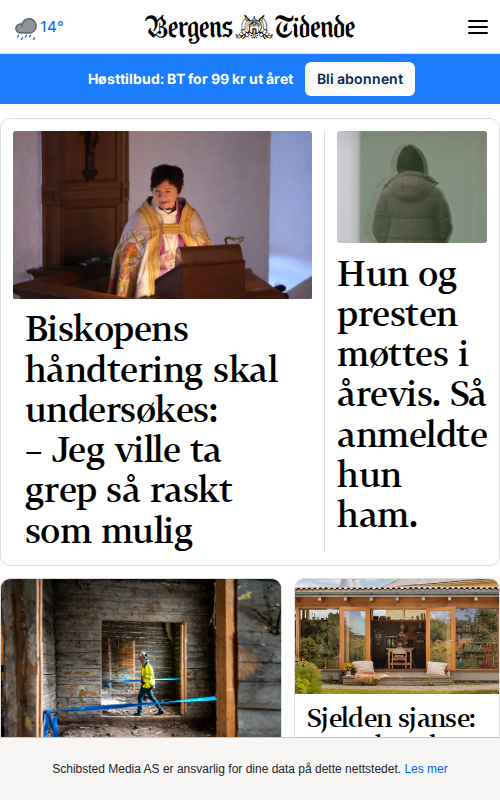 14°
Bergens Tidende
Høsttilbud: BT for 99 kr ut året
Bli abonnent
Biskopens
håndtering skal
undersøkes:
– Jeg ville ta
grep så raskt
som mulig
Hun og
presten
møttes i
årevis. Så
anmeldte
hun
ham.
Sjelden sjanse:
Schibsted Media AS er ansvarlig for dine data på dette nettstedet. Les mer